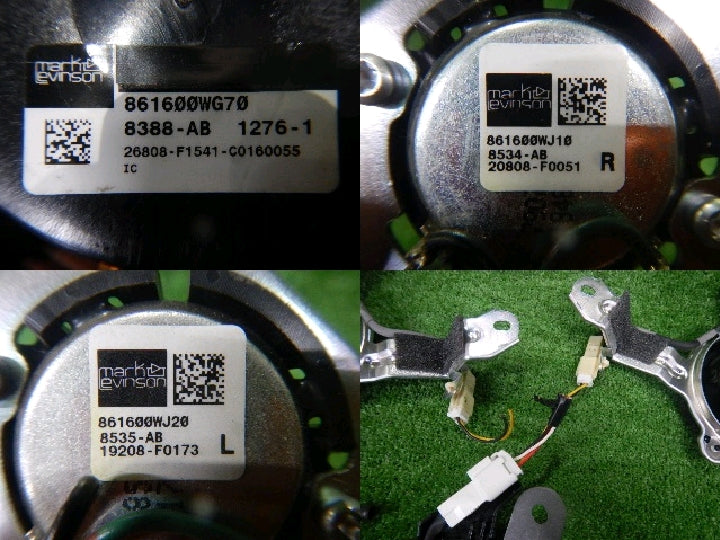 mark
levinson
861600WG70
8388-AB 1276-1
26808-F1541-C0160055
IC
mark
levinson
861600WJ10
8534-AB
20808-F0051 R
mark
levinson
861600WJ20
8535-AB
19208-F0173 L